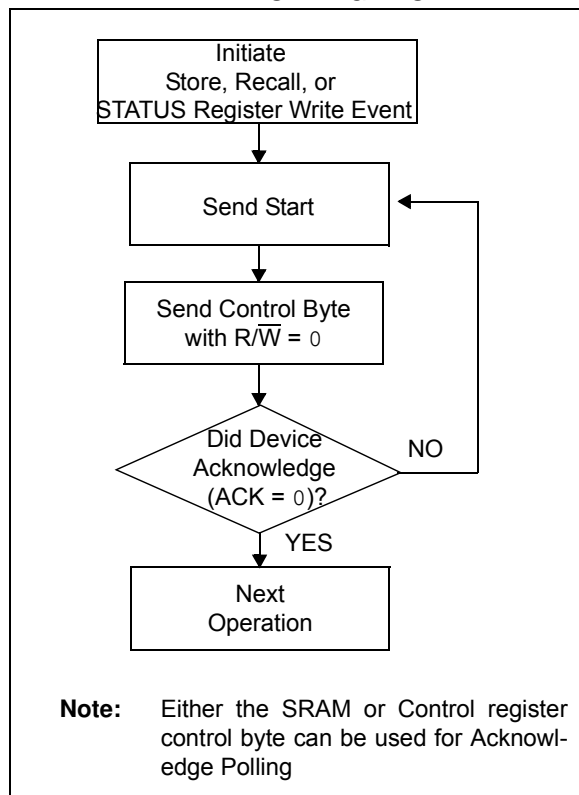 Initiate
Store, Recall, or
STATUS Register Write Event
Send Start
Send Control Byte
with R/W̅ = 0
Did Device
Acknowledge
(ACK = 0)?
NO
YES
Next
Operation
Note: Either the SRAM or Control register
control byte can be used for Acknowl-
edge Polling